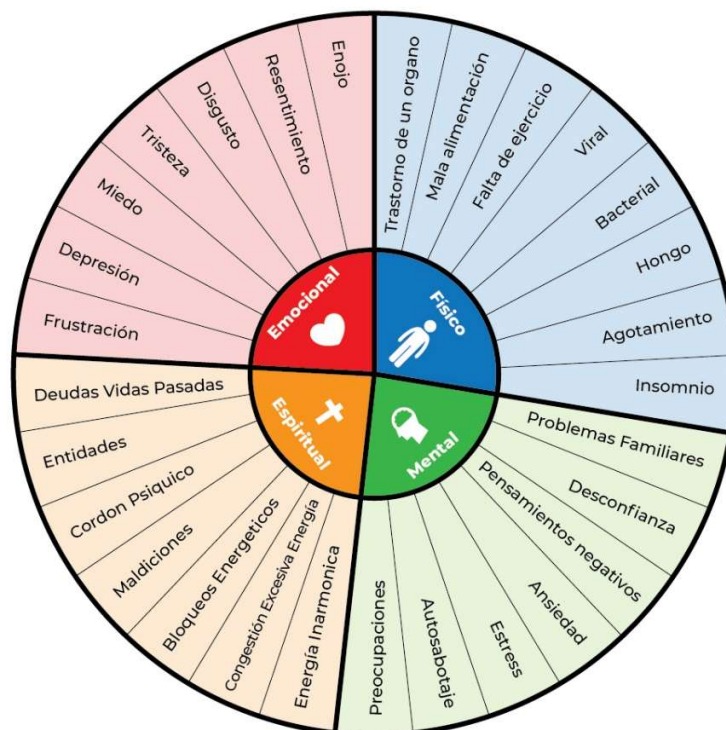 Emocional
Físico
Espiritual
Mental
Enojo
Resentimiento
Disgusto
Tristeza
Miedo
Depresión
Frustración
Trastorno de un organo
Mala alimentación
Falta de ejercicio
Viral
Bacterial
Hongo
Agotamiento
Insomnio
Problemas Familiares
Desconfianza
Pensamientos negativos
Ansiedad
Estress
Autosabotaje
Preocupaciones
Energía Inarmonica
Congestión Excesiva Energía
Bloqueos Energeticos
Maldiciones
Cordon Psiquico
Entidades
Deudas Vidas Pasadas